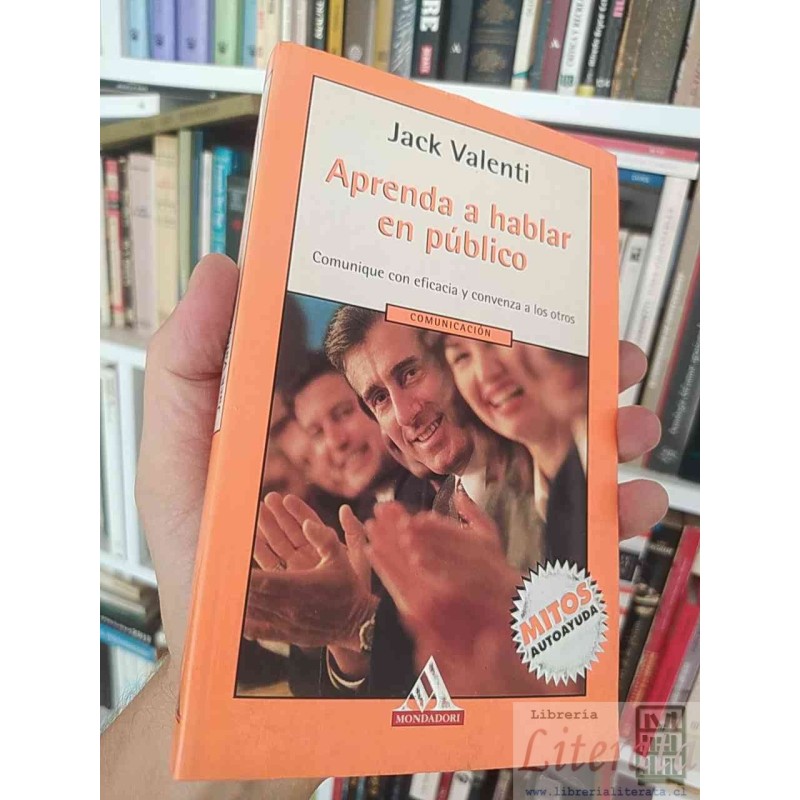 Jack Valenti
Aprenda a hablar
en público
Comunique con eficacia y convenza a los otros
COMUNICACIÓN
MITOS
AUTOAYUDA
MONDADORI
Libreria
Literata
www.librerialiterata.cl